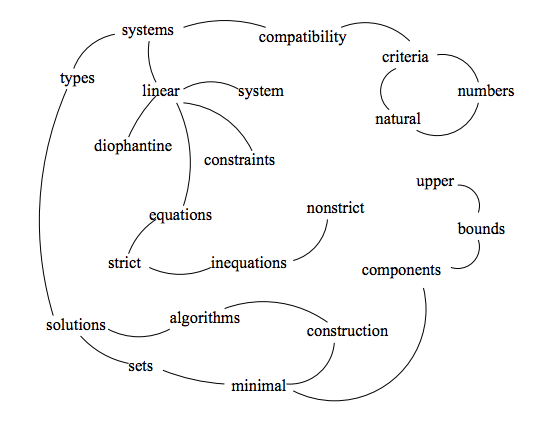 systems
compatibility
criteria
types
linear
system
numbers
natural
diophantine
constraints
upper
equations
nonstrict
bounds
strict
inequations
components
solutions
algorithms
construction
sets
minimal